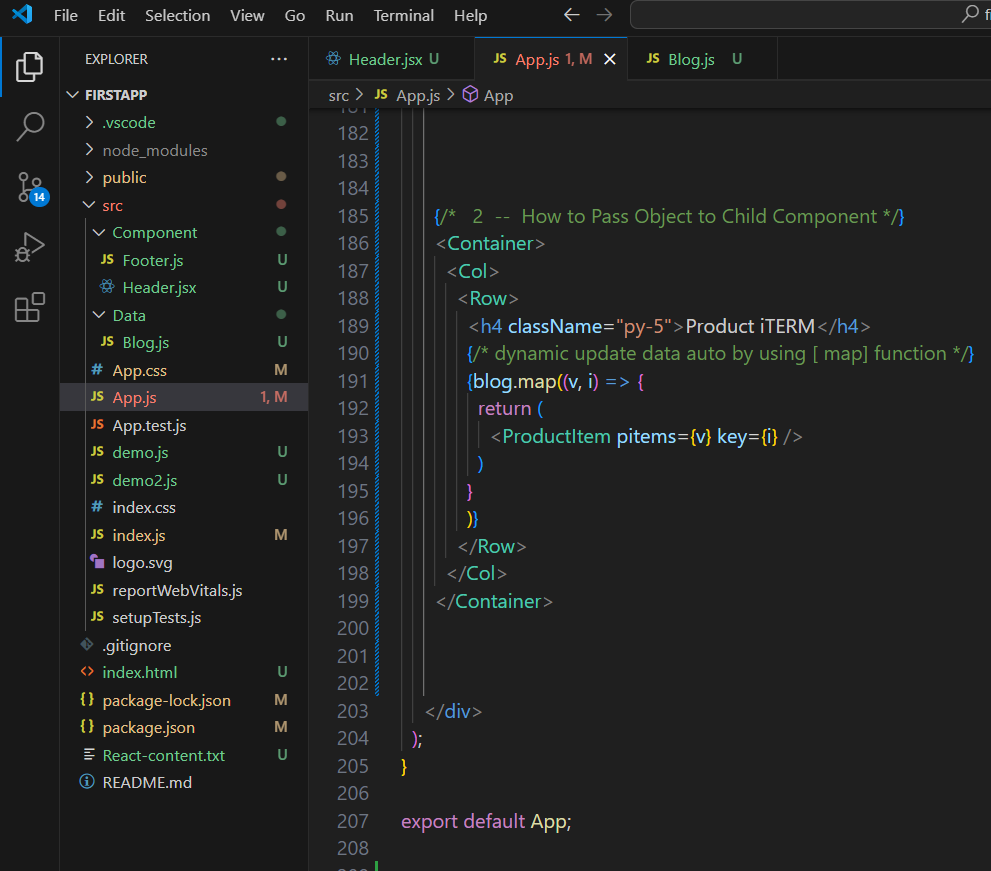 File Edit Selection View Go Run Terminal Help
EXPLORER
FIRSTAPP
.vscode
node_modules
public
src
Component
Footer.js U
Header.jsx U
Data
Blog.js U
App.css M
App.js 1, M
App.test.js
demo.js U
demo2.js U
index.css
index.js M
logo.svg
reportWebVitals.js
setupTests.js
.gitignore
index.html U
package-lock.json M
package.json M
React-content.txt U
README.md
14
Header.jsx U JS App.js 1, M JS Blog.js U
src > JS App.js > App
181
182
183
184
185 {/*  2  --  How to Pass Object to Child Component */}
186 <Container>
187 <Col>
188 <Row>
189 <h4 className="py-5">Product iTERM</h4>
190 {/* dynamic update data auto by using [ map] function */}
191 {blog.map((v, i) => {
192 return (
193 <ProductItem pitems={v} key={i} />
194 )
195 }
196 )}
197 </Row>
198 </Col>
199 </Container>
200
201
202
203 </div>
204 );
205 }
206
207 export default App;
208